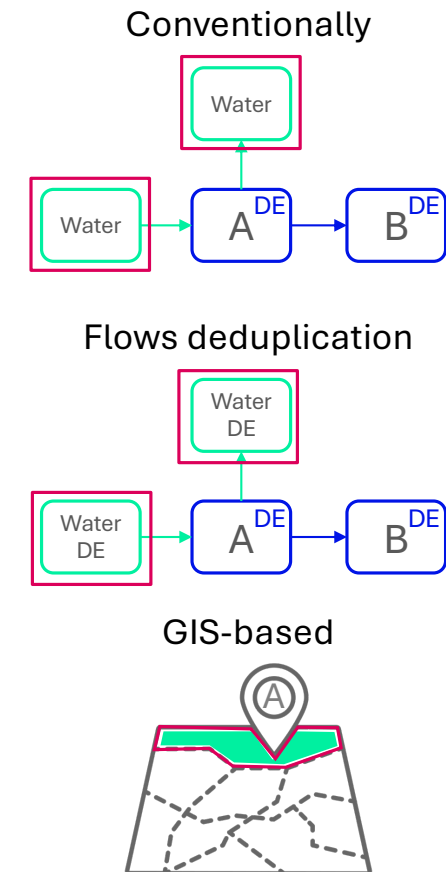 Conventionally
Water
Water
A DE
B DE
Flows deduplication
Water
DE
Water
DE
A DE
B DE
GIS-based
A